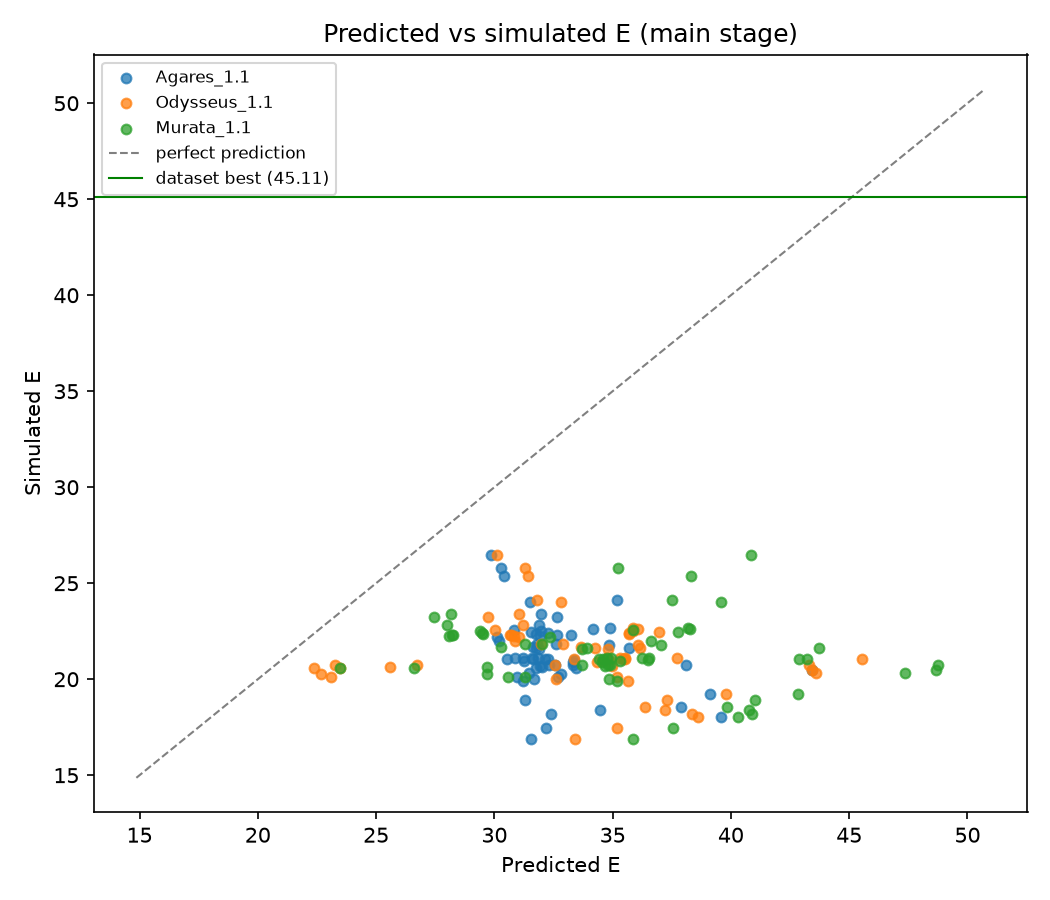 Predicted vs simulated E (main stage)
Agares_1.1
Odysseus_1.1
Murata_1.1
perfect prediction
dataset best (45.11)
Simulated E
50
45
40
35
30
25
20
15
15 20 25 30 35 40 45 50
Predicted E